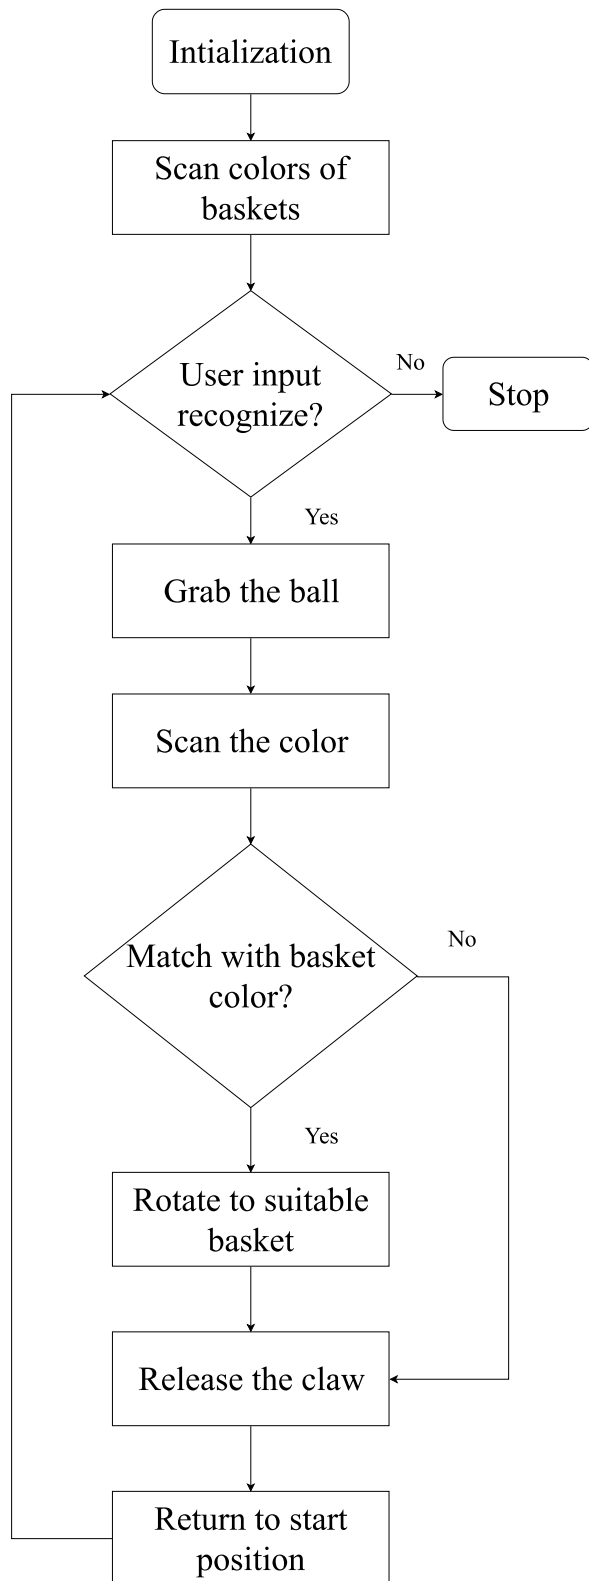 Intialization
Scan colors of
baskets
User input
recognize?
No
Stop
Yes
Grab the ball
Scan the color
Match with basket
color?
No
Yes
Rotate to suitable
basket
Release the claw
Return to start
position